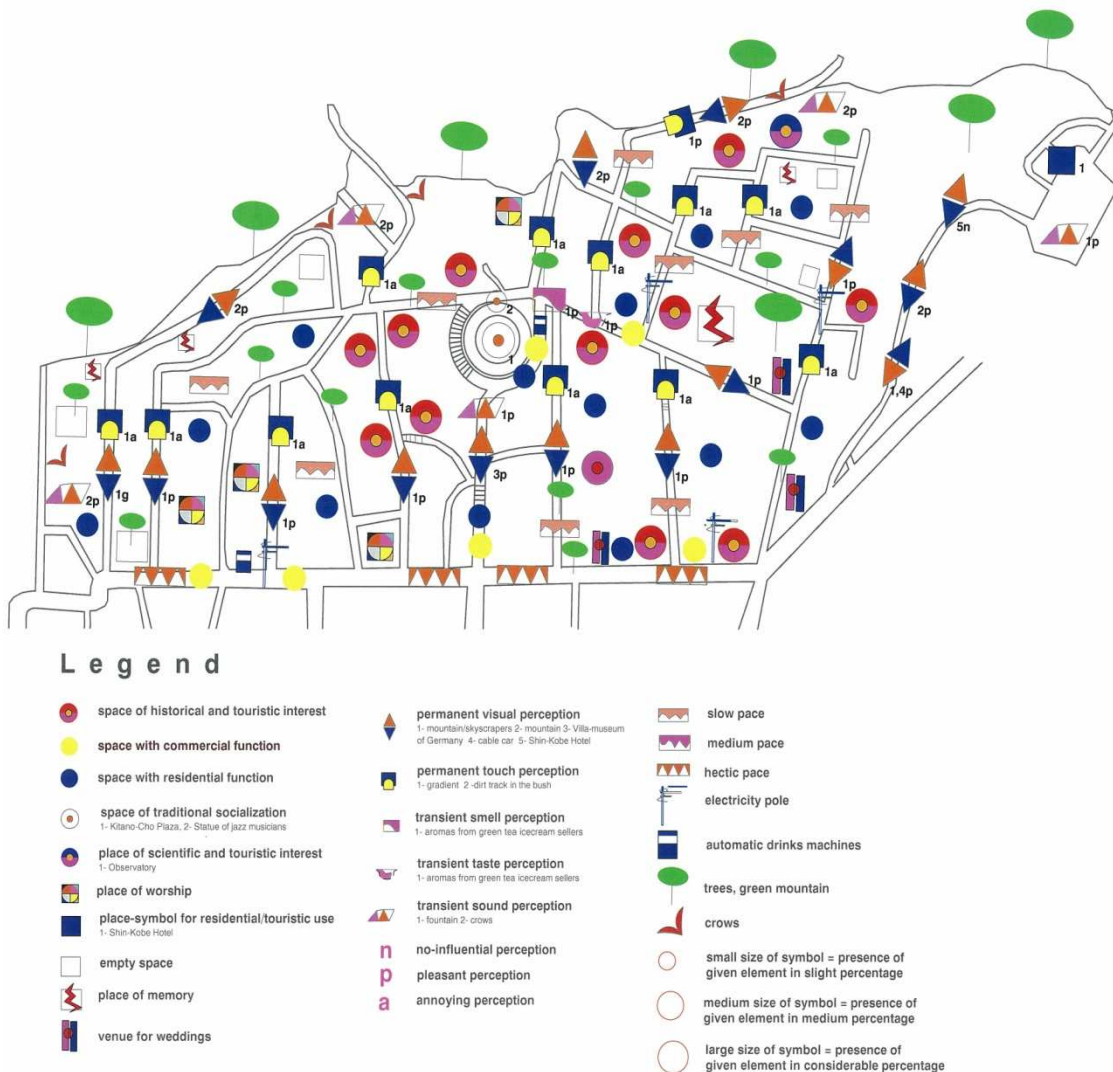 2p
1p
2p
2p
1
1a
1a
5n
1p
2p
1a
1a
1a
1p
2p
2p
2
1p
1p
1
1p
1,4p
1a
1a
1a
1a
1p
1a
1a
1a
2p
1g
1p
1p
1p
3p
1p
1p
Legend
space of historical and touristic interest
space with commercial function
space with residential function
space of traditional socialization
1- Kitano-Cho Plaza, 2- Statue of jazz musicians
place of scientific and touristic interest
1- Observatory
place of worship
place-symbol for residential/touristic use
1- Shin-Kobe Hotel
empty space
place of memory
venue for weddings
permanent visual perception
1- mountain/skyscrapers 2- mountain 3- Villa-museum
of Germany 4- cable car 5- Shin-Kobe Hotel
permanent touch perception
1- gradient 2 -dirt track in the bush
transient smell perception
1- aromas from green tea icecream sellers
transient taste perception
1- aromas from green tea icecream sellers
transient sound perception
1- fountain 2- crows
n no-influential perception
p pleasant perception
a annoying perception
slow pace
medium pace
hectic pace
electricity pole
automatic drinks machines
trees, green mountain
crows
small size of symbol = presence of
given element in slight percentage
medium size of symbol = presence of
given element in medium percentage
large size of symbol = presence of
given element in considerable percentage